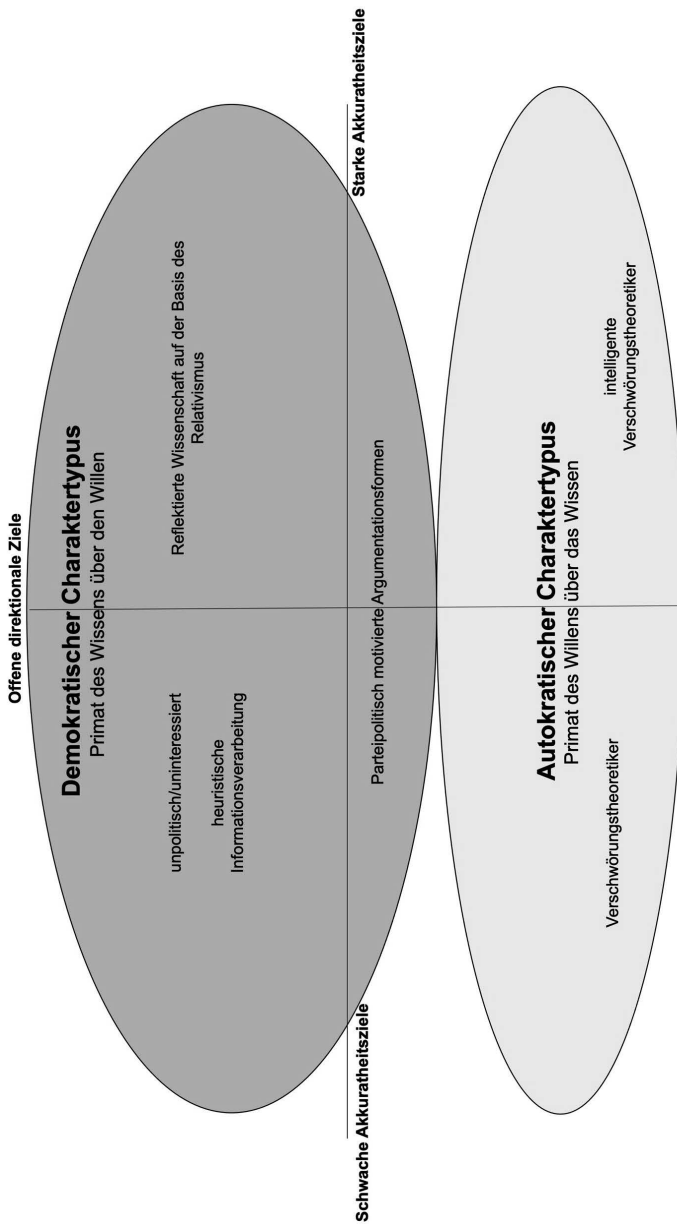 Offene direktionale Ziele
Demokratischer Charaktertypus
Primat des Wissens über den Willen
unpolitisch/uninteressiert
heuristische
Informationsverarbeitung
Reflektierte Wissenschaft auf der Basis des
Relativismus
Schwache Akkuratheitsziele
Starke Akkuratheitsziele
Parteipolitisch motivierte Argumentationsformen
Autokratischer Charaktertypus
Primat des Willens über das Wissen
Verschwörungstheoretiker
intelligente
Verschwörungstheoretiker